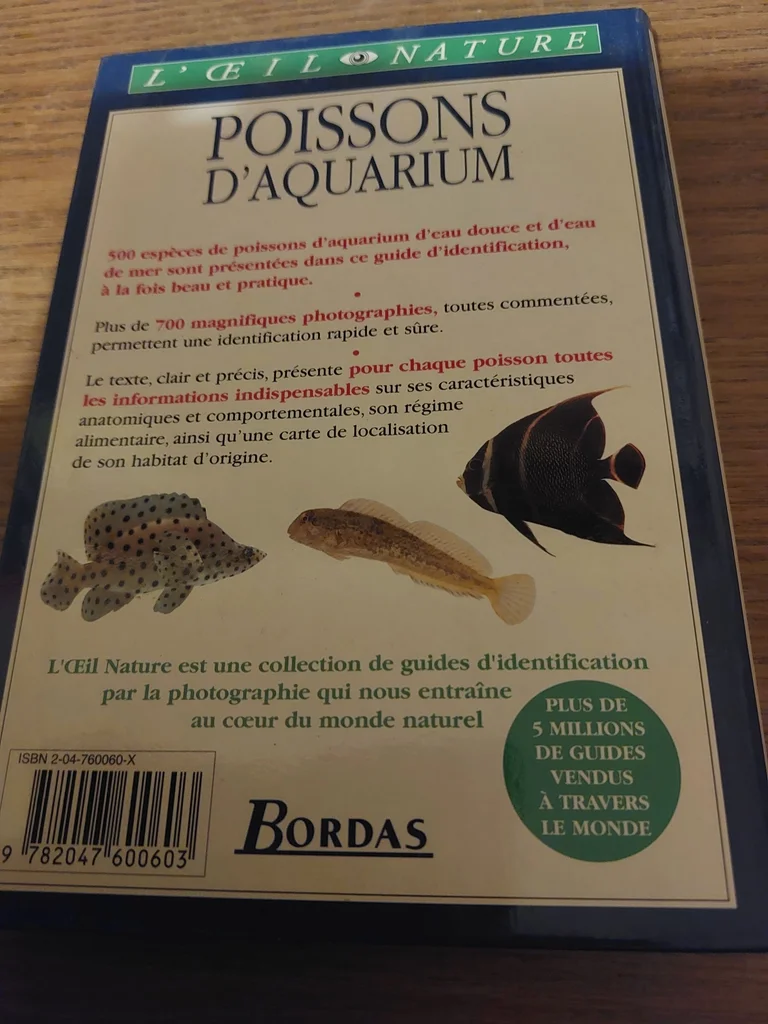 L'ŒIL NATURE
POISSONS
D'AQUARIUM
500 espèces de poissons d'aquarium d'eau douce et d'eau
de mer sont présentées dans ce guide d'identification,
à la fois beau et pratique.
•
Plus de 700 magnifiques photographies, toutes commentées,
permettent une identification rapide et sûre.
•
Le texte, clair et précis, présente pour chaque poisson toutes
les informations indispensables sur ses caractéristiques
anatomiques et comportementales, son régime
alimentaire, ainsi qu'une carte de localisation
de son habitat d'origine.
L'Œil Nature est une collection de guides d'identification
par la photographie qui nous entraîne
au cœur du monde naturel
PLUS DE
5 MILLIONS
DE GUIDES
VENDUS
À TRAVERS
LE MONDE
ISBN 2-04-760060-X
9 782047 600603
BORDAS